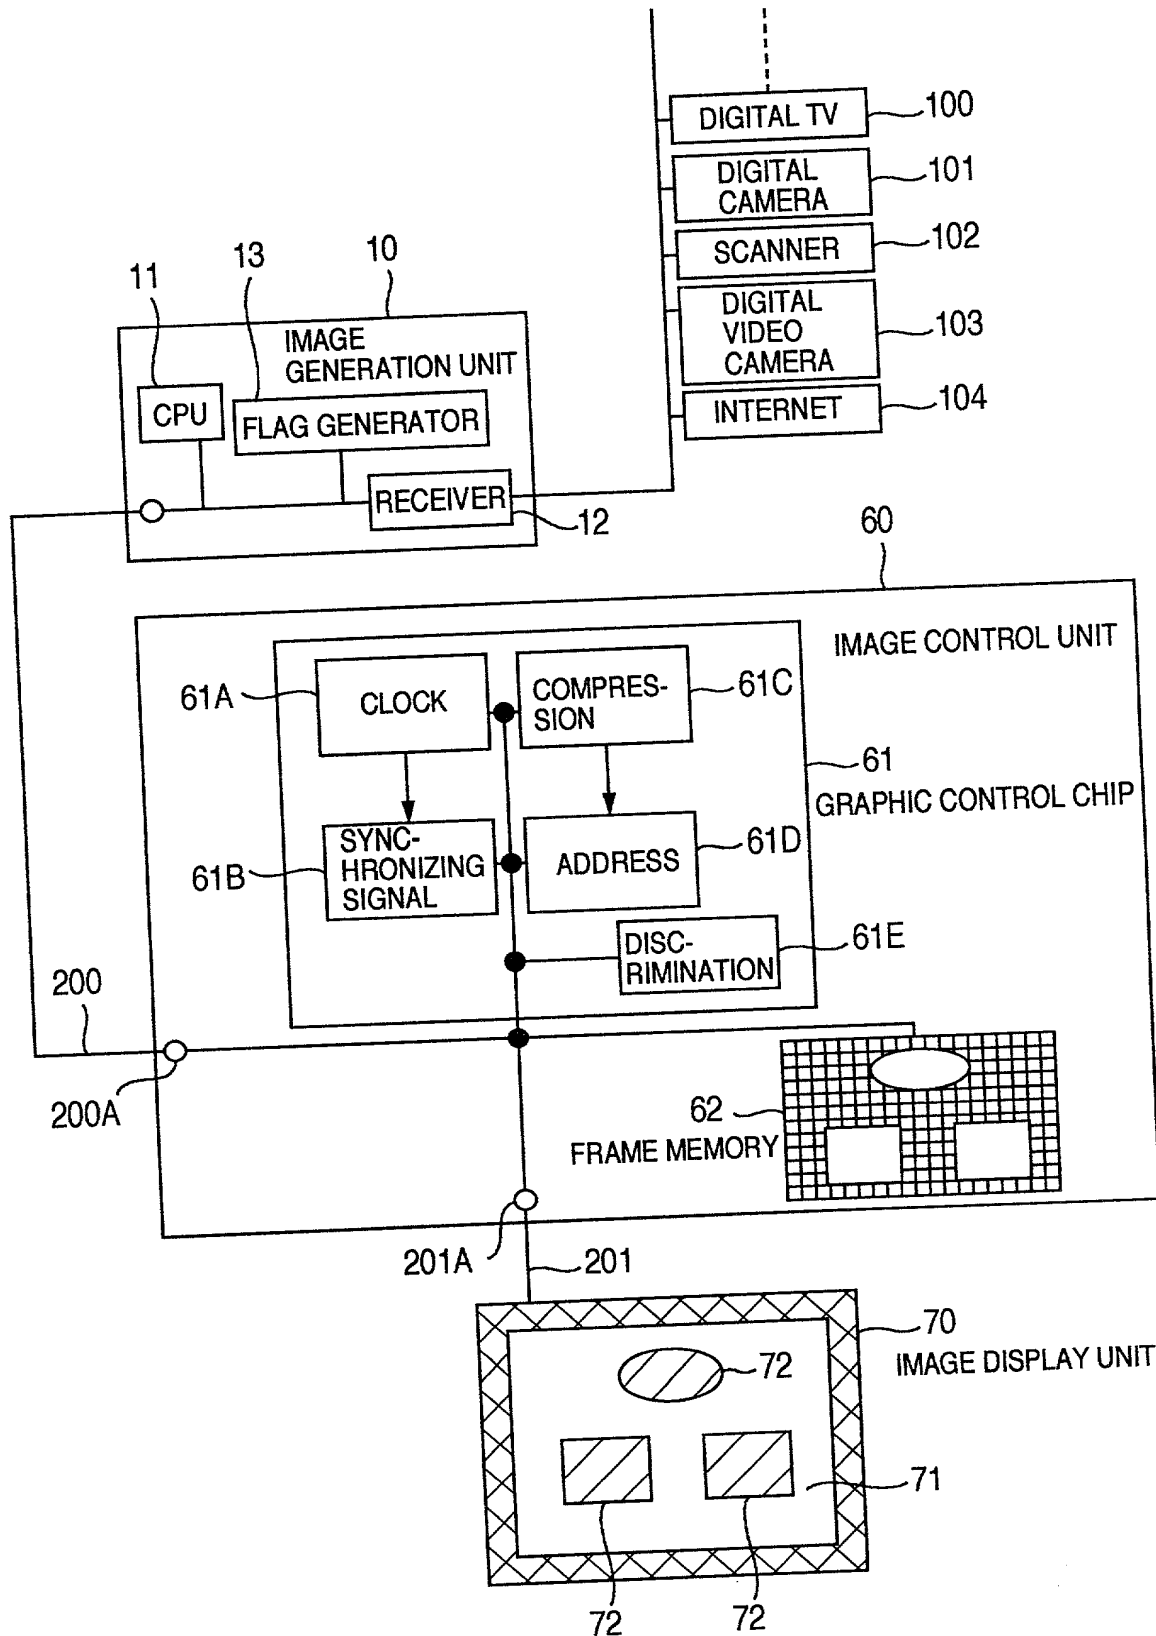 DIGITAL TV
100
DIGITAL
CAMERA
101
SCANNER
102
DIGITAL
VIDEO
CAMERA
103
INTERNET
104
10
13
11
IMAGE
GENERATION UNIT
CPU
FLAG GENERATOR
RECEIVER
12
60
IMAGE CONTROL UNIT
61A
CLOCK
COMPRES-
SION
61C
61
GRAPHIC CONTROL CHIP
61B
SYNC-
HRONIZING
SIGNAL
ADDRESS
61D
DISC-
RIMINATION
61E
200
200A
62
FRAME MEMORY
201A
201
70
IMAGE DISPLAY UNIT
72
71
72
72